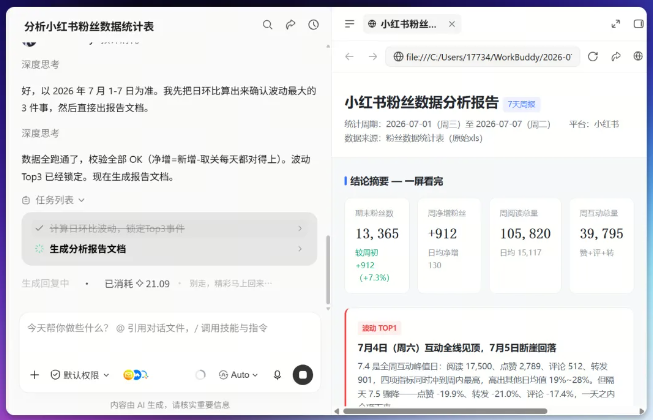 分析小红书粉丝数据统计表
深度思考
好，以 2026 年 7 月 1-7 日为准。我先把日环比算出来确认波动最大的
3 件事，然后直接出报告文档。
深度思考
数据全跑通了，校验全部 OK（净增=新增-取关每天都对得上）。波动
Top3 已经锁定。现在生成报告文档。
任务列表
计算日环比波动，锁定Top3事件
生成分析报告文档
生成回复中 • 已消耗 21.09 · 别走，精彩马上回来…
今天帮你做些什么？ @ 引用对话文件，/ 调用技能与指令
默认权限
Auto
内容由 AI 生成，请核实重要信息
小红书粉丝…
file:///C:/Users/17734/WorkBuddy/2026-07
小红书粉丝数据分析报告 7天周报
统计周期：2026-07-01（周三）至 2026-07-07（周二） 平台：小红书
数据来源：粉丝数据统计表（原始xls）
结论摘要 — 一屏看完
期末粉丝数
13,365
较周初
+912
（+7.3%）
周净增粉丝
+912
日均净增
130
周阅读总量
105,820
日均 15,117
周互动总量
39,795
赞+评+转
波动 TOP1
7月4日（周六）互动全线见顶，7月5日断崖回落
7.4 是全周互动峰值日：阅读 17,500、点赞 2,789、评论 512、转发
901，四项指标同时冲到周内最高，高出其他日均值 19%~28%。但隔
天 7.5 骤降——点赞 -19.9%、转发 -21.0%、评论 -17.4%，一天之内